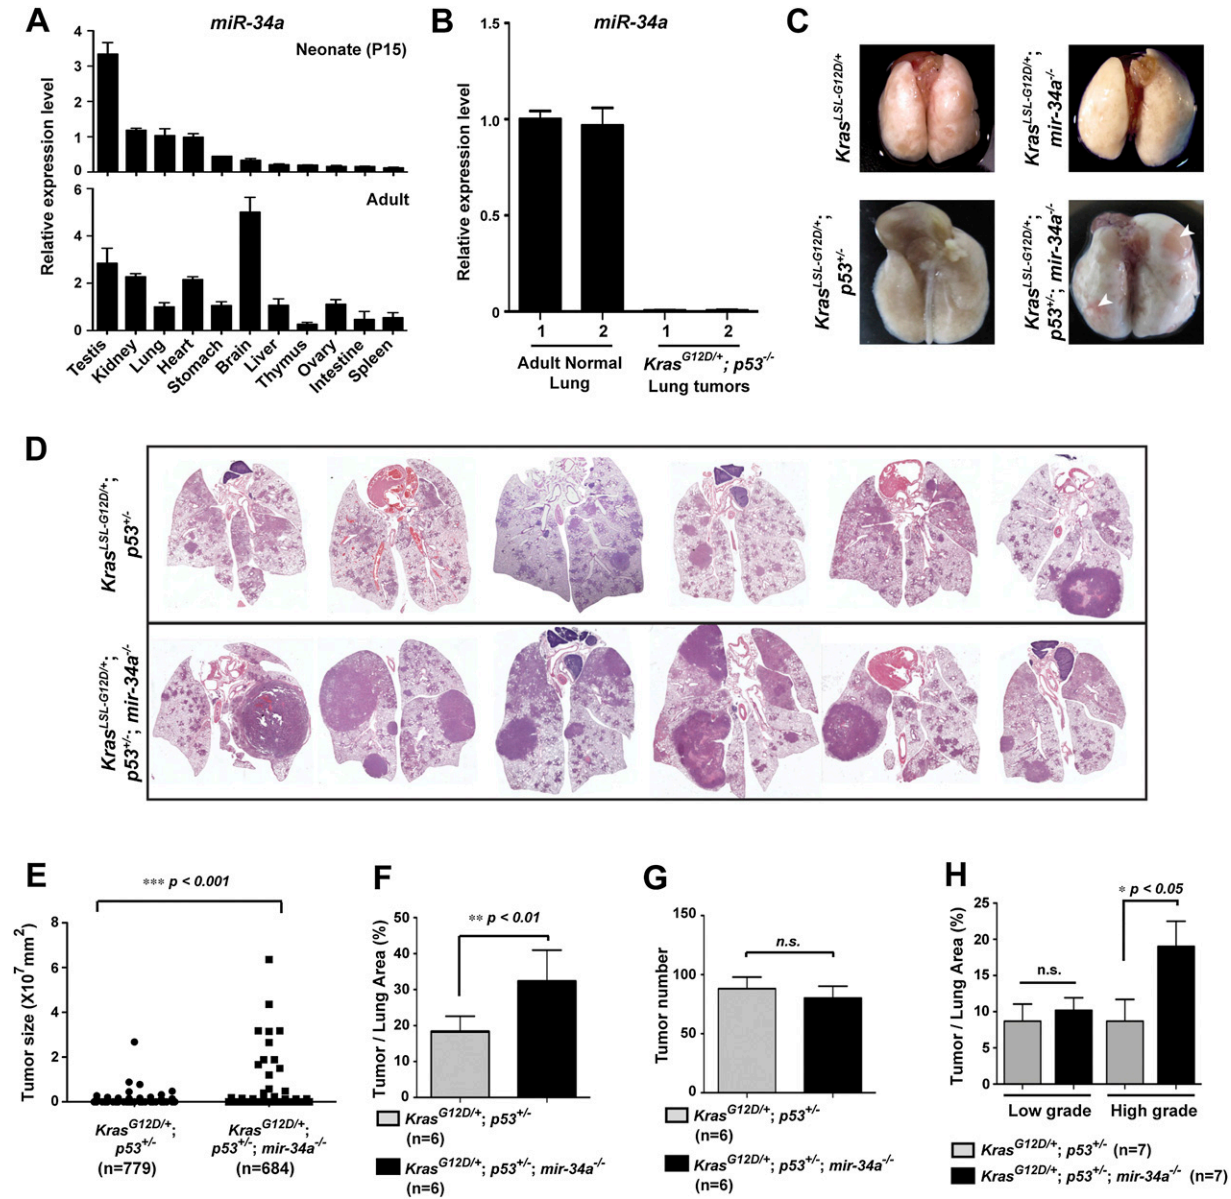 A
miR-34a
Neonate (P15)
Relative expression level
4
3
2
1
0
Adult
6
4
2
0
Testis
Kidney
Lung
Heart
Stomach
Brain
Liver
Thymus
Ovary
Intestine
Spleen
B
miR-34a
Relative expression level
1.5
1.0
0.5
0.0
1 2 1 2
Adult Normal
Lung
Kras^G12D/+; p53^-/-
Lung tumors
C
Kras^LSL-G12D/+
Kras^LSL-G12D/+;
mir-34a^-/-
Kras^LSL-G12D/+;
p53^+/-
Kras^LSL-G12D/+;
p53^+/-; mir-34a^-/-
D
Kras^LSL-G12D/+;
p53^+/-
Kras^LSL-G12D/+;
p53^+/-; mir-34a^-/-
E
*** p < 0.001
Tumor size (X10^7mm^2)
8
6
4
2
0
Kras^G12D/+;
p53^+/-
(n=779)
Kras^G12D/+;
p53^+/-; mir-34a^-/-
(n=684)
F
** p < 0.01
Tumor / Lung Area (%)
50
40
30
20
10
0
Kras^G12D/+; p53^+/-
(n=6)
Kras^G12D/+; p53^+/-; mir-34a^-/-
(n=6)
G
n.s.
Tumor number
150
100
50
0
Kras^G12D/+; p53^+/-
(n=6)
Kras^G12D/+; p53^+/-; mir-34a^-/-
(n=6)
H
* p < 0.05
n.s.
Tumor / Lung Area (%)
25
20
15
10
5
0
Low grade
High grade
Kras^G12D/+; p53^+/- (n=7)
Kras^G12D/+; p53^+/-; mir-34a^-/- (n=7)